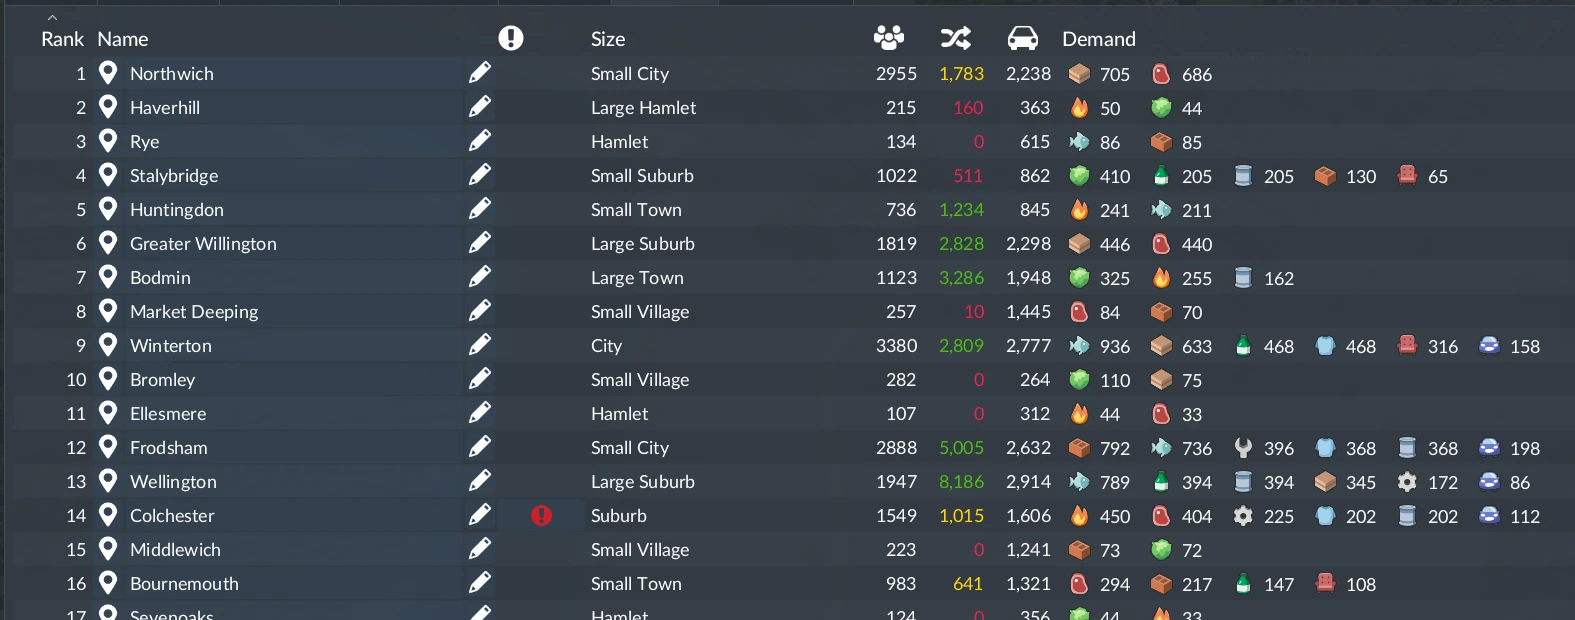 Rank Name Size Demand
1 Northwich Small City 2955 1,783 2,238 705 686
2 Haverhill Large Hamlet 215 160 363 50 44
3 Rye Hamlet 134 0 615 86 85
4 Stalybridge Small Suburb 1022 511 862 410 205 205 130 65
5 Huntingdon Small Town 736 1,234 845 241 211
6 Greater Willington Large Suburb 1819 2,828 2,298 446 440
7 Bodmin Large Town 1123 3,286 1,948 325 255 162
8 Market Deeping Small Village 257 10 1,445 84 70
9 Winterton City 3380 2,809 2,777 936 633 468 468 316 158
10 Bromley Small Village 282 0 264 110 75
11 Ellesmere Hamlet 107 0 312 44 33
12 Frodsham Small City 2888 5,005 2,632 792 736 396 368 368 198
13 Wellington Large Suburb 1947 8,186 2,914 789 394 394 345 172 86
14 Colchester Suburb 1549 1,015 1,606 450 404 225 202 202 112
15 Middlewich Small Village 223 0 1,241 73 72
16 Bournemouth Small Town 983 641 1,321 294 217 147 108
17 Sevenoaks Hamlet 124 0 356 44 33